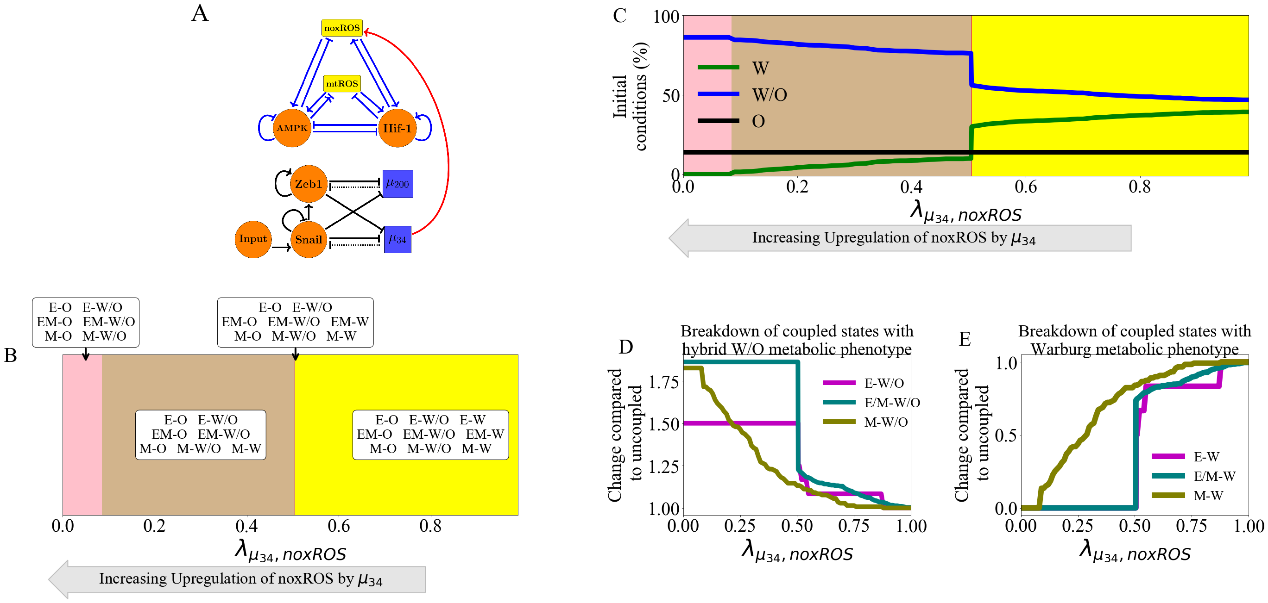 A
noxROS
mtROS
AMPK
Hif-1
Zeb1
μ200
Input
Snail
μ34
B
E-O E-W/O
EM-O EM-W/O
M-O M-W/O
E-O E-W/O
EM-O EM-W/O EM-W
M-O M-W/O M-W
E-O E-W/O
EM-O EM-W/O
M-O M-W/O M-W
E-O E-W/O E-W
EM-O EM-W/O EM-W
M-O M-W/O M-W
0.0 0.2 0.4 0.6 0.8
λμ34, noxROS
Increasing Upregulation of noxROS by μ34
C
Initial
conditions (%)
100
50
0
W
W/O
O
0.0 0.2 0.4 0.6 0.8
λμ34, noxROS
Increasing Upregulation of noxROS by μ34
D
Breakdown of coupled states with
hybrid W/O metabolic phenotype
Change compared
to uncoupled
1.75
1.50
1.25
1.00
E-W/O
E/M-W/O
M-W/O
0.00 0.25 0.50 0.75 1.00
λμ34, noxROS
E
Breakdown of coupled states with
Warburg metabolic phenotype
Change compared
to uncoupled
1.0
0.5
0.0
E-W
E/M-W
M-W
0.00 0.25 0.50 0.75 1.00
λμ34, noxROS